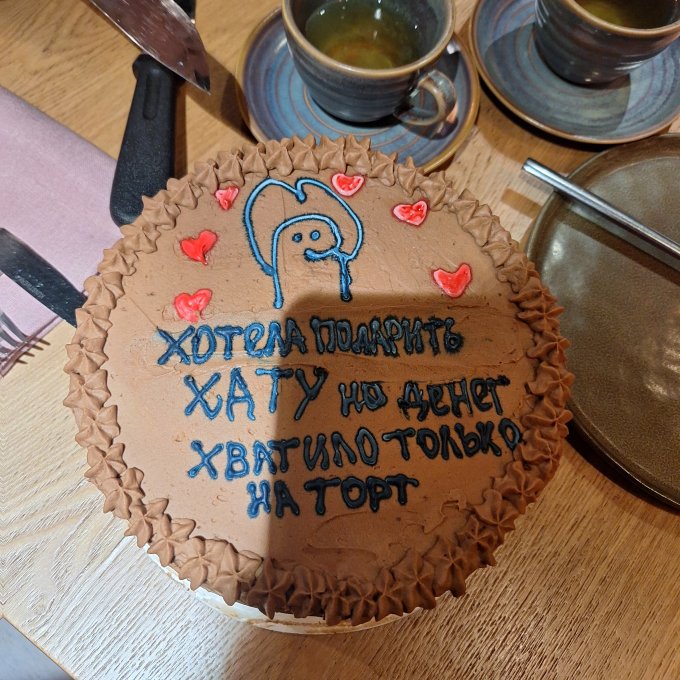 ХОТЕЛА ПОДАРИТЬ
ХАТУ НО ДЕНЕГ
ХВАТИЛО ТОЛЬКО
НА ТОРТ